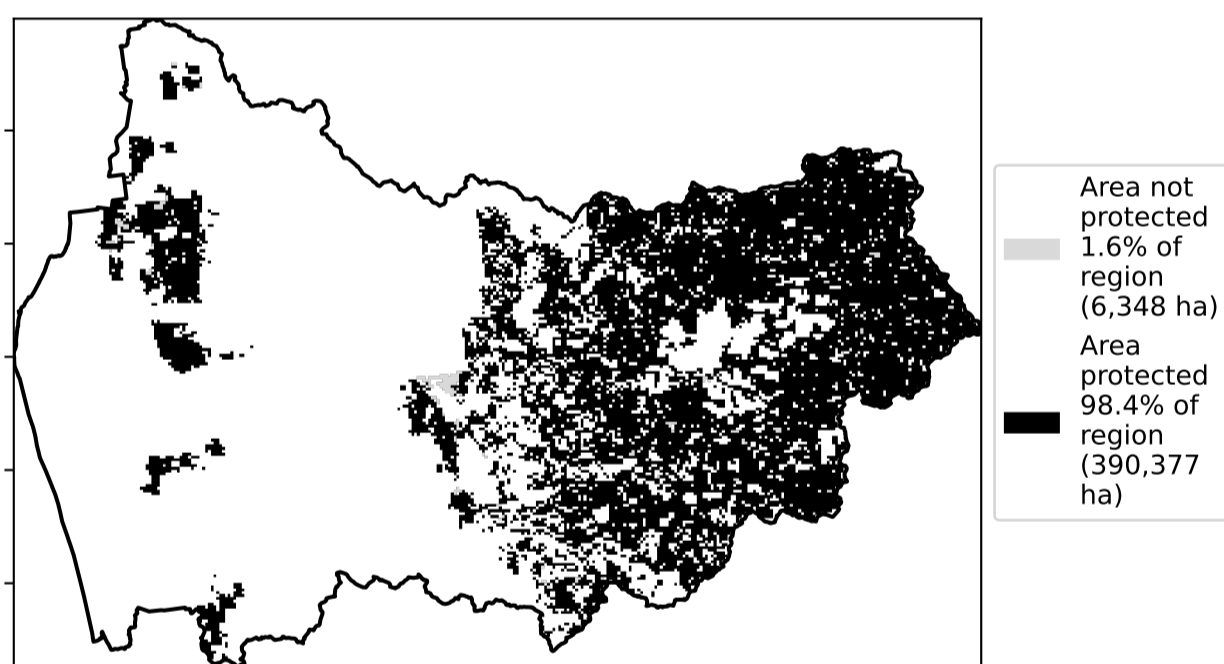 Area not
protected
1.6% of
region
(6,348 ha)
Area
protected
98.4% of
region
(390,377
ha)